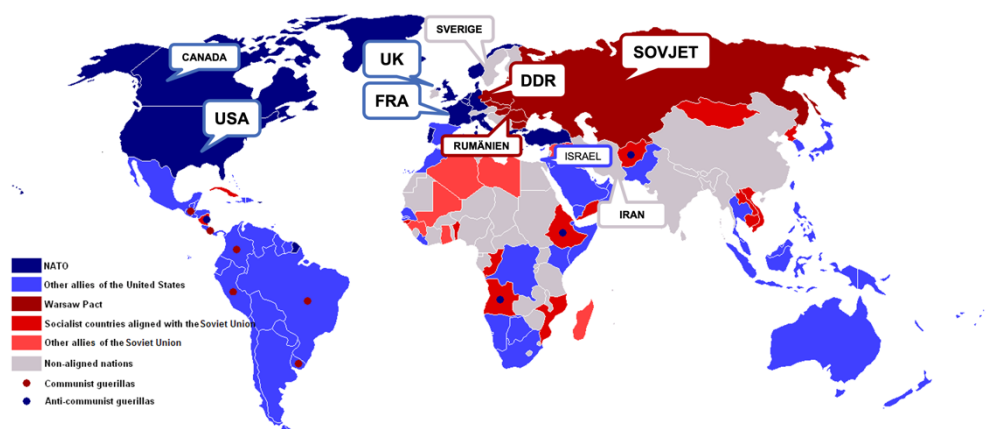 SVERIGE
CANADA
UK
SOVJET
DDR
FRA
USA
RUMÄNIEN
ISRAEL
IRAN
NATO
Other allies of the United States
Warsaw Pact
Socialist countries aligned with the Soviet Union
Other allies of the Soviet Union
Non-aligned nations
Communist guerillas
Anti-communist guerillas